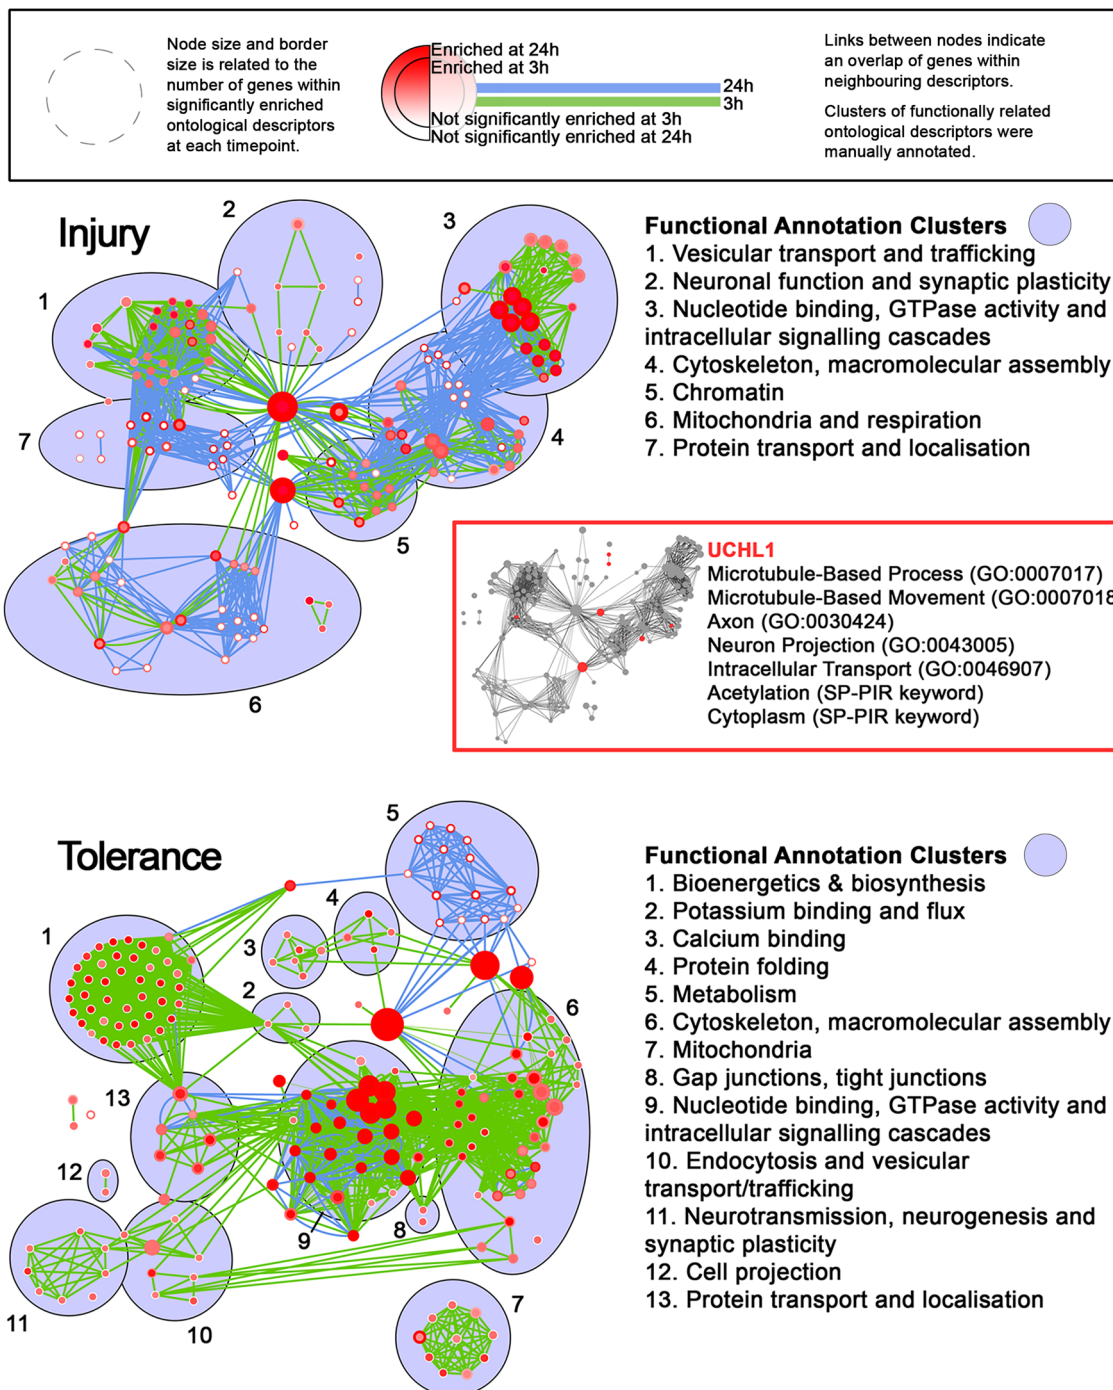 Node size and border
size is related to the
number of genes within
significantly enriched
ontological descriptors
at each timepoint.
Enriched at 24h
Enriched at 3h
24h
3h
Not significantly enriched at 3h
Not significantly enriched at 24h
Links between nodes indicate
an overlap of genes within
neighbouring descriptors.
Clusters of functionally related
ontological descriptors were
manually annotated.
Injury
1
2
3
4
5
6
7
Functional Annotation Clusters
1. Vesicular transport and trafficking
2. Neuronal function and synaptic plasticity
3. Nucleotide binding, GTPase activity and
intracellular signalling cascades
4. Cytoskeleton, macromolecular assembly
5. Chromatin
6. Mitochondria and respiration
7. Protein transport and localisation
UCHL1
Microtubule-Based Process (GO:0007017)
Microtubule-Based Movement (GO:0007018
Axon (GO:0030424)
Neuron Projection (GO:0043005)
Intracellular Transport (GO:0046907)
Acetylation (SP-PIR keyword)
Cytoplasm (SP-PIR keyword)
Tolerance
1
2
3
4
5
6
7
8
9
10
11
12
13
Functional Annotation Clusters
1. Bioenergetics & biosynthesis
2. Potassium binding and flux
3. Calcium binding
4. Protein folding
5. Metabolism
6. Cytoskeleton, macromolecular assembly
7. Mitochondria
8. Gap junctions, tight junctions
9. Nucleotide binding, GTPase activity and
intracellular signalling cascades
10. Endocytosis and vesicular
transport/trafficking
11. Neurotransmission, neurogenesis and
synaptic plasticity
12. Cell projection
13. Protein transport and localisation